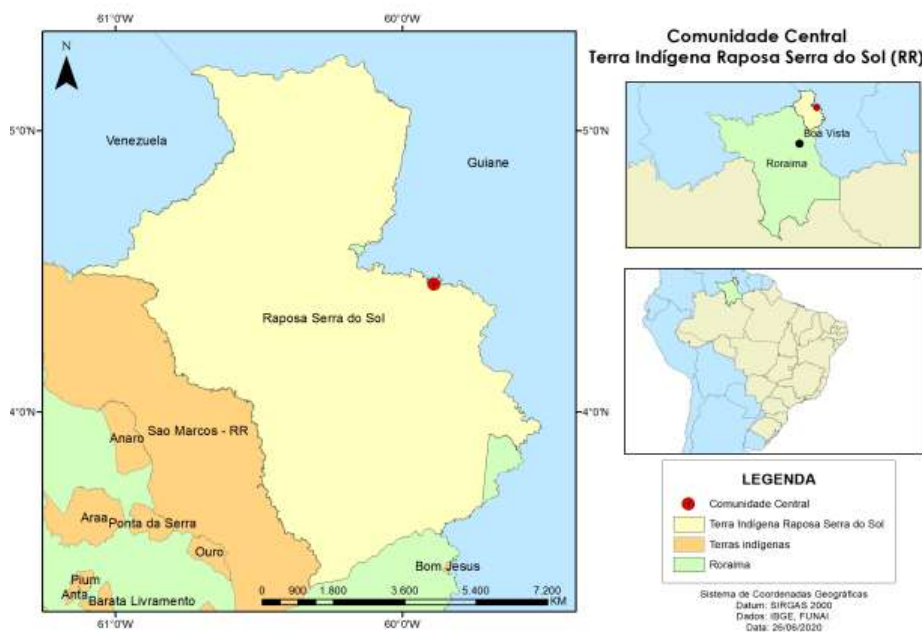 61°0'W
60°0'W
N
5°0'N
5°0'N
Venezuela
Guiane
Raposa Serra do Sol
4°0'N
4°0'N
Anaro
Sao Marcos - RR
Araa
Ponta da Serra
Ouro
Pium
Anta
Barata Livramento
Bom Jesus
0 900 1.800 3.600 5.400 7.200
KM
61°0'W
60°0'W
Comunidade Central
Terra Indígena Raposa Serra do Sol (RR)
Boa Vista
Roraima
LEGENDA
Comunidade Central
Terra Indígena Raposa Serra do Sol
Terras indígenas
Roraima
Sistema de Coordenadas Geográficas
Datum: SIRGAS 2000
Dados: IBGE, FUNAI
Data: 26/06/2020